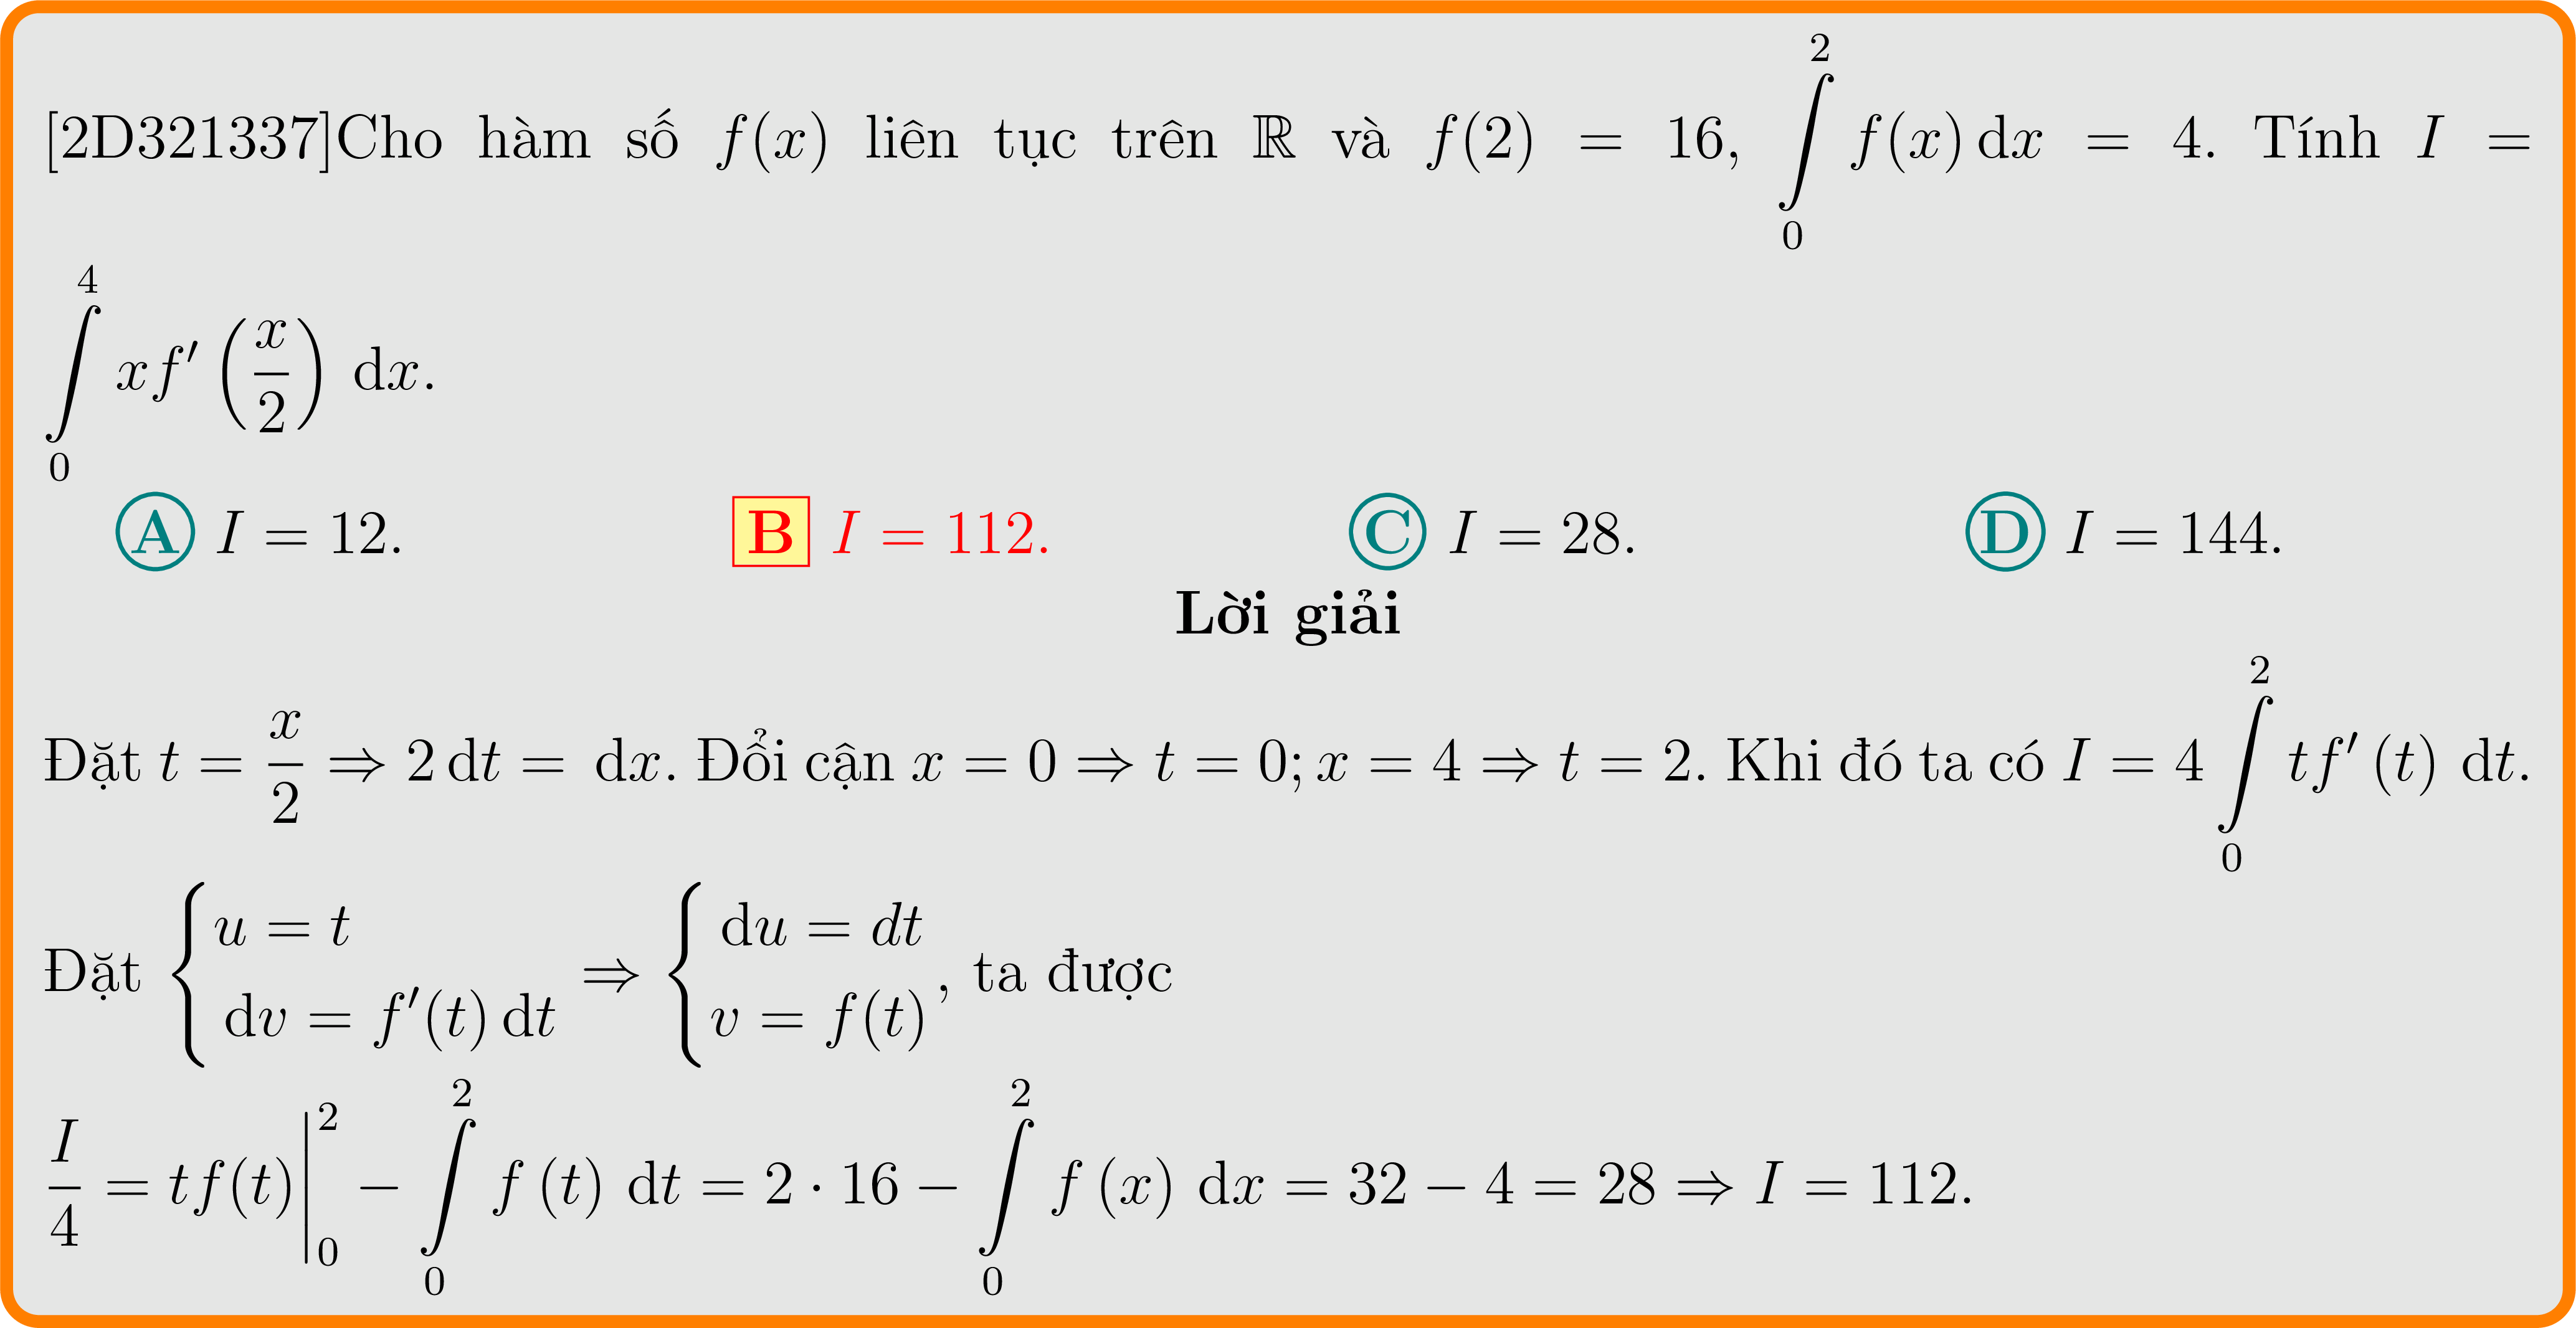 [2D321337]Cho hàm số $f(x)$ liên tục trên $\mathbb{R}$ và $f(2) = 16$, $\int\limits_0^2 f(x)\,\mathrm{d}x = 4$. Tính $I =$
$\int\limits_0^4 xf'\left(\dfrac{x}{2}\right)\,\mathrm{d}x$.
A $I = 12$. B $I = 112$. C $I = 28$. D $I = 144$.
Lời giải
Đặt $t = \dfrac{x}{2} \Rightarrow 2\,\mathrm{d}t = \mathrm{d}x$. Đổi cận $x = 0 \Rightarrow t = 0; x = 4 \Rightarrow t = 2$. Khi đó ta có $I = 4\int\limits_0^2 tf'(t)\,\mathrm{d}t$.
Đặt $\begin{cases} u = t \\ \mathrm{d}v = f'(t)\,\mathrm{d}t \end{cases} \Rightarrow \begin{cases} \mathrm{d}u = dt \\ v = f(t) \end{cases}$, ta được
$\dfrac{I}{4} = tf(t)\Big|_0^2 - \int\limits_0^2 f(t)\,\mathrm{d}t = 2 \cdot 16 - \int\limits_0^2 f(x)\,\mathrm{d}x = 32 - 4 = 28 \Rightarrow I = 112$.